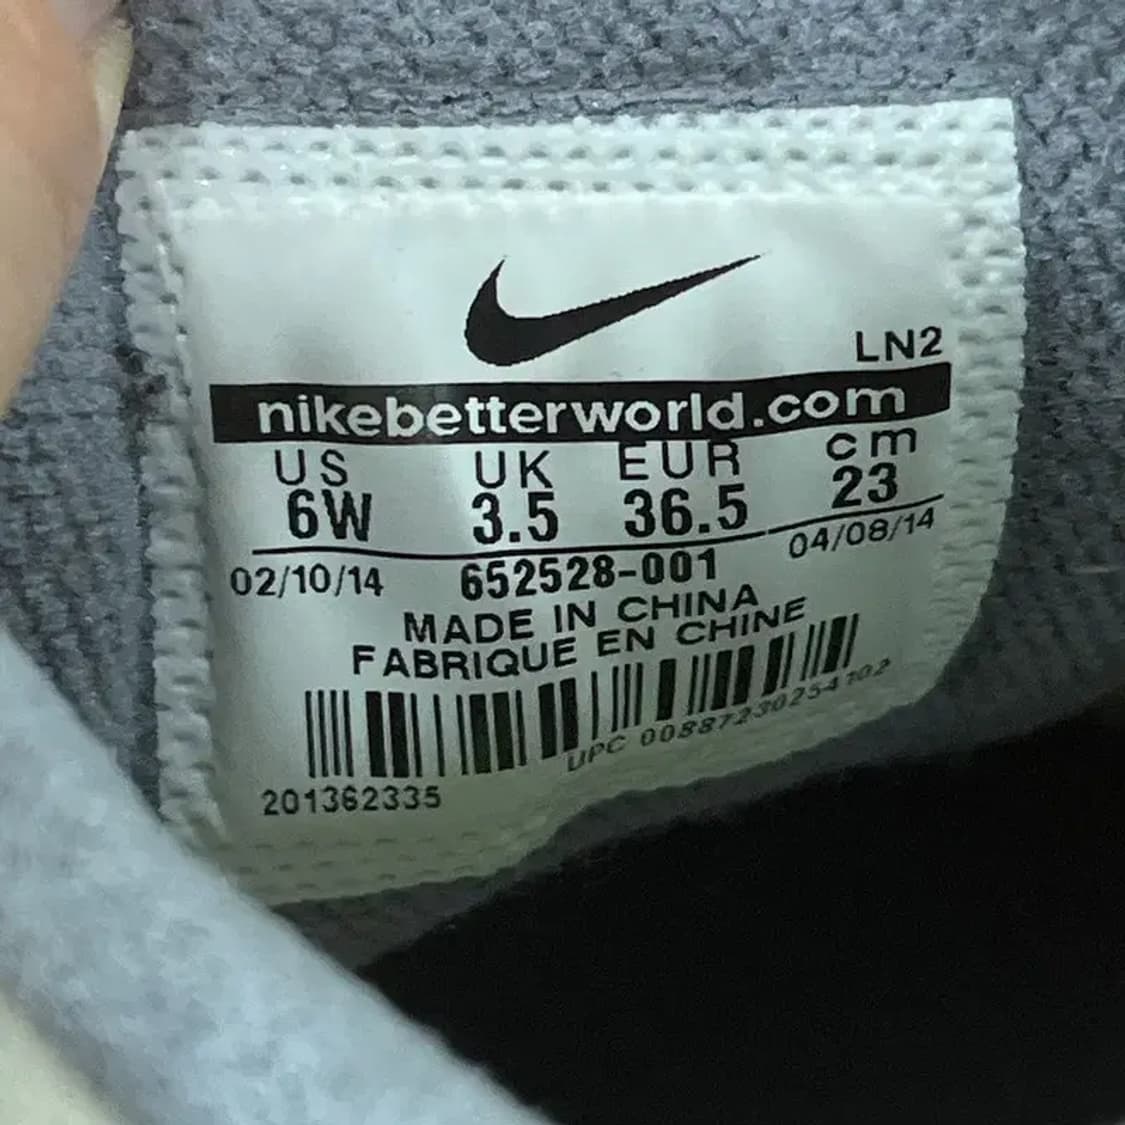 LN2
nikebetterworld.com
US UK EUR cm
6W 3.5 36.5 23
02/10/14 652528-001 04/08/14
MADE IN CHINA
FABRIQUE EN CHINE
UPC 00887230254102
201362335